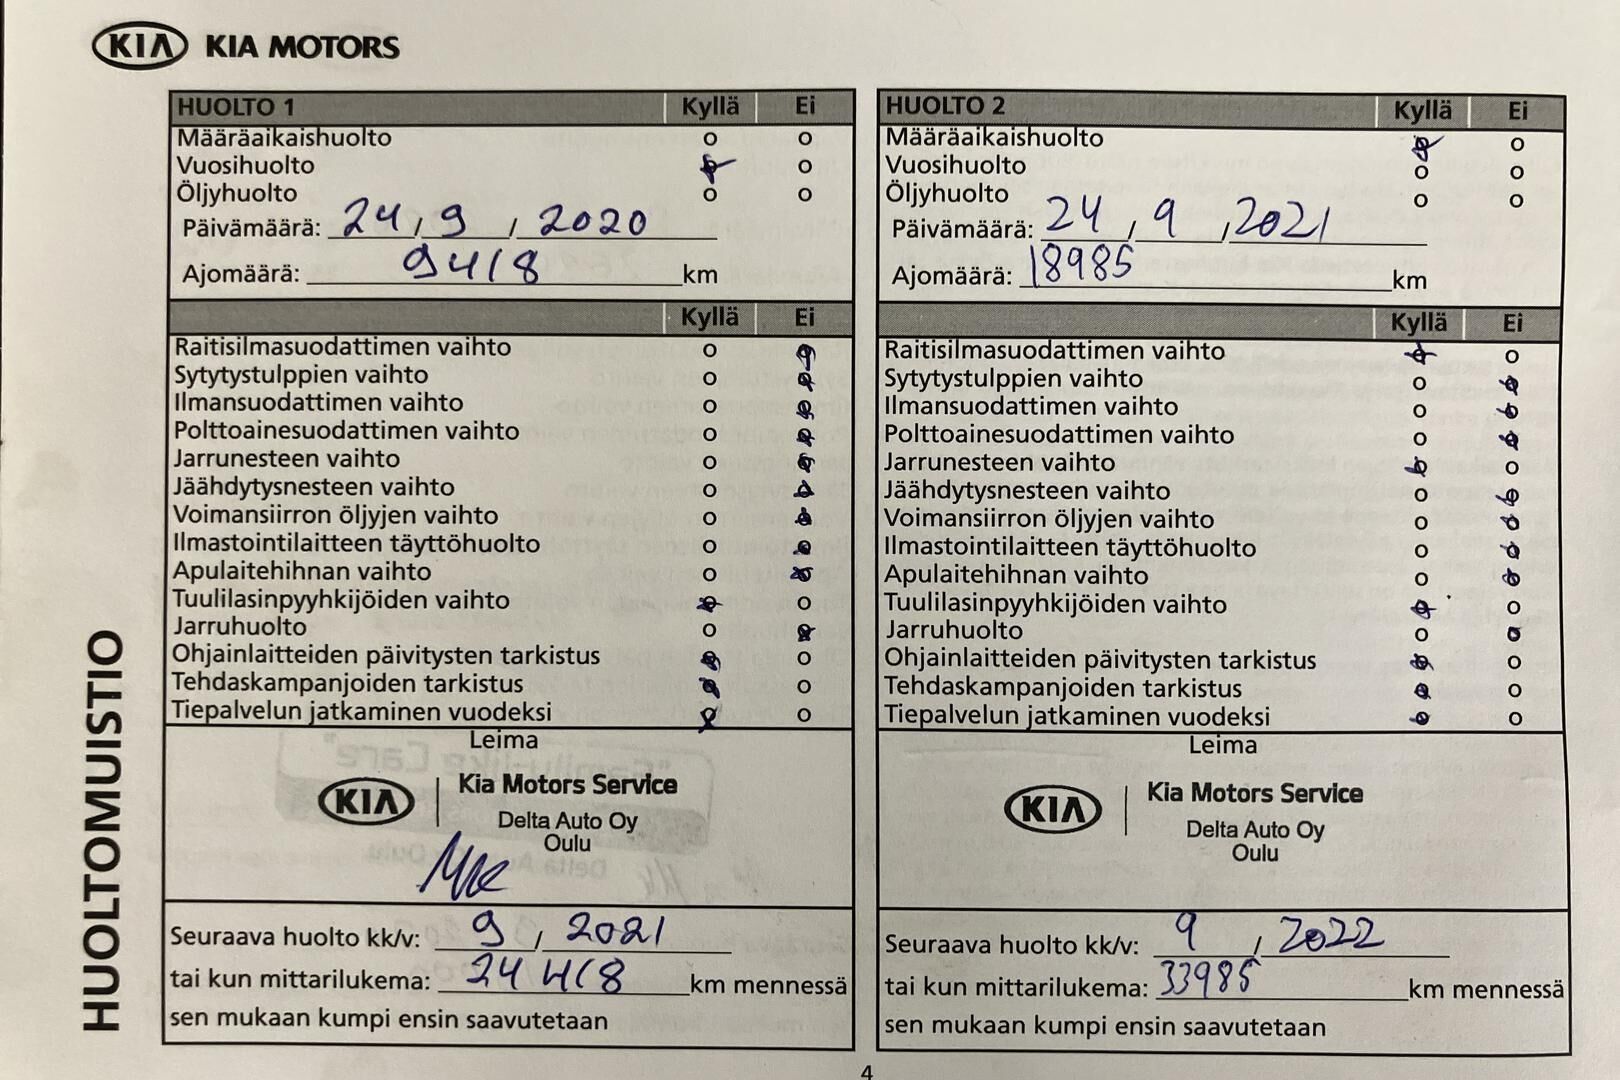 KIA KIA MOTORS
HUOLTO 1 Kyllä Ei
Määräaikaishuolto o o
Vuosihuolto o o
Öljyhuolto o o
Päivämäärä: 24 / 9 / 2020
Ajomäärä: 9418 km
Kyllä Ei
Raitisilmasuodattimen vaihto o o
Sytytystulppien vaihto o o
Ilmansuodattimen vaihto o o
Polttoainesuodattimen vaihto o o
Jarrunesteen vaihto o o
Jäähdytysnesteen vaihto o o
Voimansiirron öljyjen vaihto o o
Ilmastointilaitteen täyttöhuolto o o
Apulaitehihnan vaihto o o
Tuulilasinpyyhkijöiden vaihto o o
Jarruhuolto o o
Ohjainlaitteiden päivitysten tarkistus o o
Tehdaskampanjoiden tarkistus o o
Tiepalvelun jatkaminen vuodeksi o o
Leima
KIA Kia Motors Service
Delta Auto Oy
Oulu
Seuraava huolto kk/v: 9 / 2021
tai kun mittarilukema: 24418 km mennessä
sen mukaan kumpi ensin saavutetaan
HUOLTO 2 Kyllä Ei
Määräaikaishuolto o o
Vuosihuolto o o
Öljyhuolto o o
Päivämäärä: 24 / 9 / 2021
Ajomäärä: 18985 km
Kyllä Ei
Raitisilmasuodattimen vaihto o o
Sytytystulppien vaihto o o
Ilmansuodattimen vaihto o o
Polttoainesuodattimen vaihto o o
Jarrunesteen vaihto o o
Jäähdytysnesteen vaihto o o
Voimansiirron öljyjen vaihto o o
Ilmastointilaitteen täyttöhuolto o o
Apulaitehihnan vaihto o o
Tuulilasinpyyhkijöiden vaihto o o
Jarruhuolto o o
Ohjainlaitteiden päivitysten tarkistus o o
Tehdaskampanjoiden tarkistus o o
Tiepalvelun jatkaminen vuodeksi o o
Leima
KIA Kia Motors Service
Delta Auto Oy
Oulu
Seuraava huolto kk/v: 9 / 2022
tai kun mittarilukema: 33985 km mennessä
sen mukaan kumpi ensin saavutetaan
HUOLTOMUISTIO
4